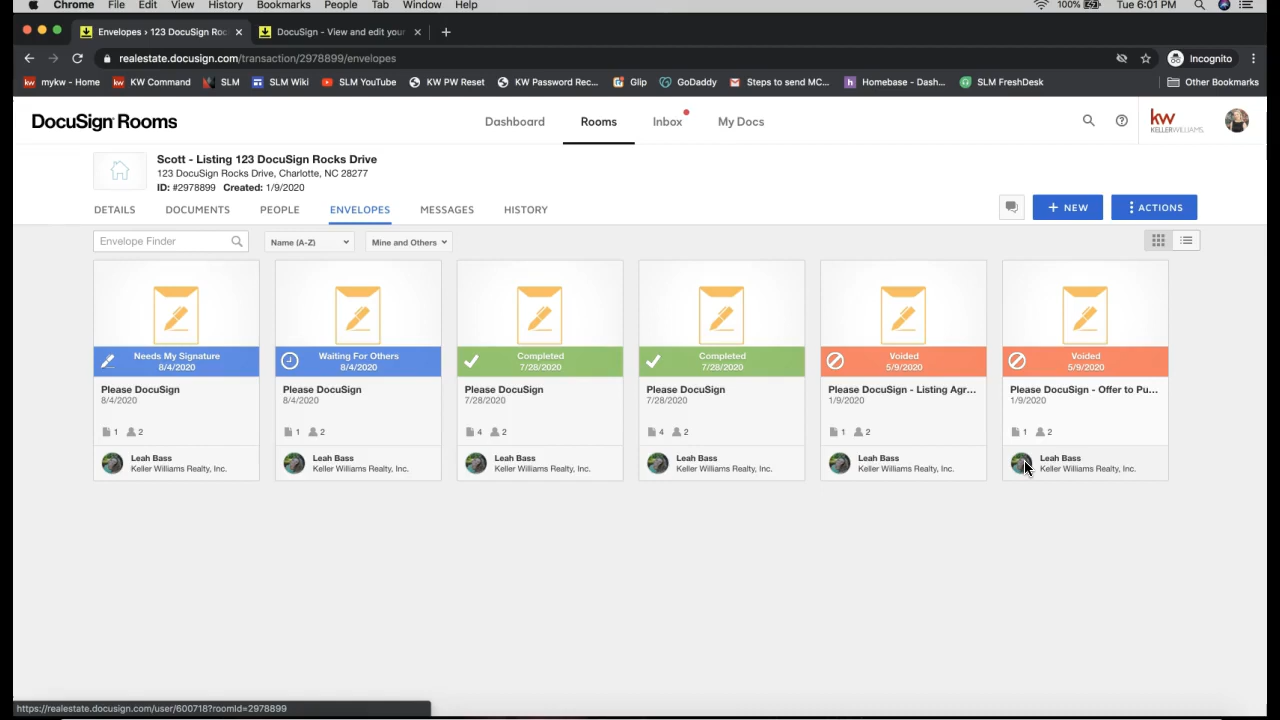 Chrome File Edit View History Bookmarks People Tab Window Help 100% Tue 6:01 PM
Envelopes › 123 DocuSign Roc × DocuSign - View and edit your × +
realestate.docusign.com/transaction/2978899/envelopes Incognito
mykw - Home KW Command SLM SLM Wiki SLM YouTube KW PW Reset KW Password Rec... Glip GoDaddy Steps to send MC... Homebase - Dash... SLM FreshDesk Other Bookmarks
DocuSign Rooms Dashboard Rooms Inbox My Docs kw KELLERWILLIAMS
Scott - Listing 123 DocuSign Rocks Drive
123 DocuSign Rocks Drive, Charlotte, NC 28277
ID: #2978899 Created: 1/9/2020
DETAILS DOCUMENTS PEOPLE ENVELOPES MESSAGES HISTORY + NEW ACTIONS
Envelope Finder Name (A-Z) Mine and Others
Needs My Signature
8/4/2020
Please DocuSign
8/4/2020
1 2
Leah Bass
Keller Williams Realty, Inc.
Waiting For Others
8/4/2020
Please DocuSign
8/4/2020
1 2
Leah Bass
Keller Williams Realty, Inc.
Completed
7/28/2020
Please DocuSign
7/28/2020
4 2
Leah Bass
Keller Williams Realty, Inc.
Completed
7/28/2020
Please DocuSign
7/28/2020
4 2
Leah Bass
Keller Williams Realty, Inc.
Voided
5/9/2020
Please DocuSign - Listing Agr...
1/9/2020
1 2
Leah Bass
Keller Williams Realty, Inc.
Voided
5/9/2020
Please DocuSign - Offer to Pu...
1/9/2020
1 2
Leah Bass
Keller Williams Realty, Inc.
https://realestate.docusign.com/user/600718?roomId=2978899